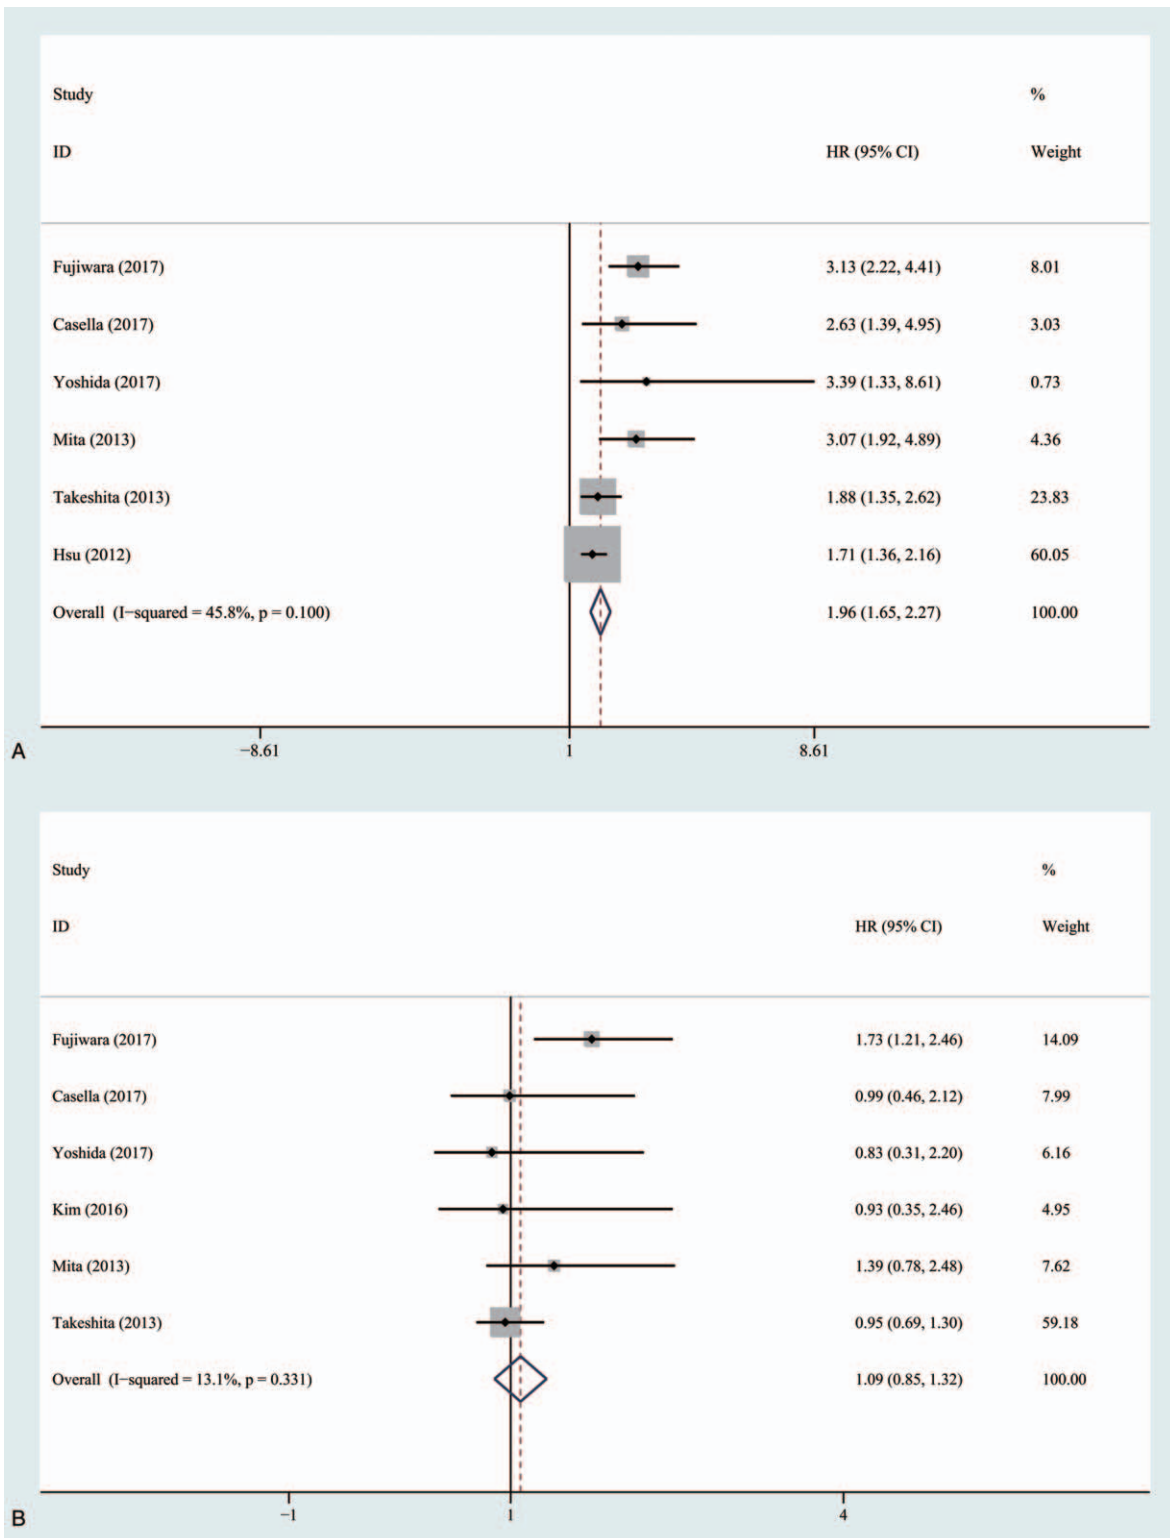 Study %
ID HR (95% CI) Weight
Fujiwara (2017) 3.13 (2.22, 4.41) 8.01
Casella (2017) 2.63 (1.39, 4.95) 3.03
Yoshida (2017) 3.39 (1.33, 8.61) 0.73
Mita (2013) 3.07 (1.92, 4.89) 4.36
Takeshita (2013) 1.88 (1.35, 2.62) 23.83
Hsu (2012) 1.71 (1.36, 2.16) 60.05
Overall (I−squared = 45.8%, p = 0.100) 1.96 (1.65, 2.27) 100.00
A −8.61 1 8.61
Study %
ID HR (95% CI) Weight
Fujiwara (2017) 1.73 (1.21, 2.46) 14.09
Casella (2017) 0.99 (0.46, 2.12) 7.99
Yoshida (2017) 0.83 (0.31, 2.20) 6.16
Kim (2016) 0.93 (0.35, 2.46) 4.95
Mita (2013) 1.39 (0.78, 2.48) 7.62
Takeshita (2013) 0.95 (0.69, 1.30) 59.18
Overall (I−squared = 13.1%, p = 0.331) 1.09 (0.85, 1.32) 100.00
B −1 1 4